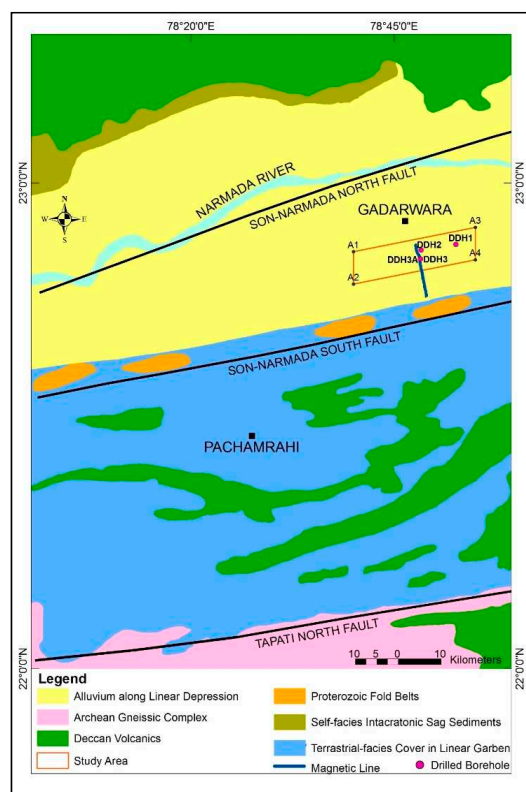 78°20'0"E 78°45'0"E
23°0'0"N 23°0'0"N
NARMADA RIVER
SON-NARMADA NORTH FAULT
N
W E
S
GADARWARA
A3
A1 DDH2 DDH1
DDH3A DDH3 A4
A2
SON-NARMADA SOUTH FAULT
PACHAMRAHI
TAPATI NORTH FAULT
10 5 0 10
Kilometers
22°0'0"N 22°0'0"N
Legend
Alluvium along Linear Depression
Archean Gneissic Complex
Deccan Volcanics
Study Area
Proterozoic Fold Belts
Self-facies Intacratonic Sag Sediments
Terrastrial-facies Cover in Linear Garben
Magnetic Line Drilled Borehole